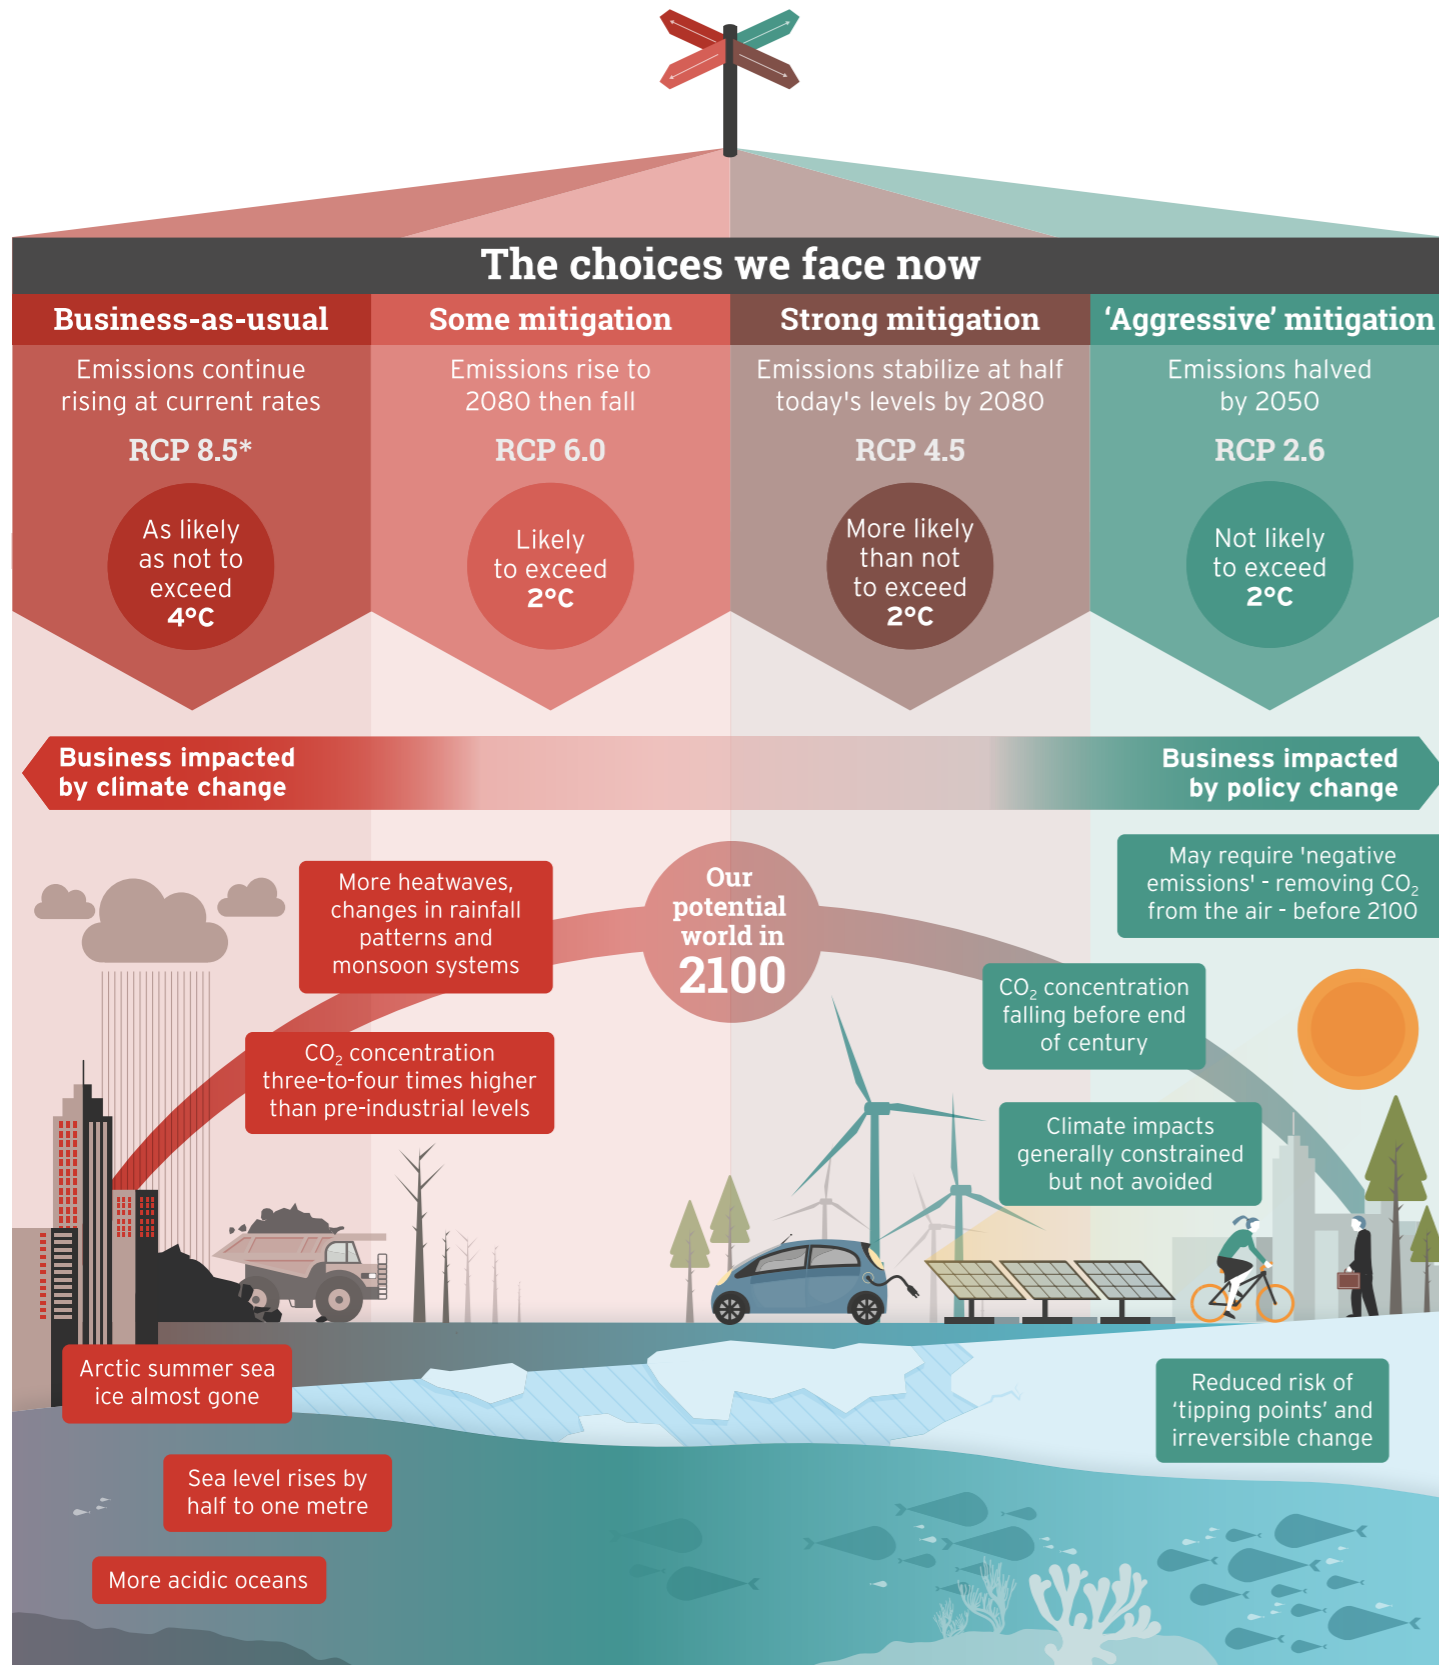 The choices we face now
Business-as-usual
Emissions continue
rising at current rates
RCP 8.5*
As likely
as not to
exceed
4°C
Some mitigation
Emissions rise to
2080 then fall
RCP 6.0
Likely
to exceed
2°C
Strong mitigation
Emissions stabilize at half
today's levels by 2080
RCP 4.5
More likely
than not
to exceed
2°C
‘Aggressive’ mitigation
Emissions halved
by 2050
RCP 2.6
Not likely
to exceed
2°C
Business impacted
by climate change
Business impacted
by policy change
Our
potential
world in
2100
More heatwaves,
changes in rainfall
patterns and
monsoon systems
CO₂ concentration
three-to-four times higher
than pre-industrial levels
May require 'negative
emissions' - removing CO₂
from the air - before 2100
CO₂ concentration
falling before end
of century
Climate impacts
generally constrained
but not avoided
Arctic summer sea
ice almost gone
Sea level rises by
half to one metre
More acidic oceans
Reduced risk of
‘tipping points’ and
irreversible change